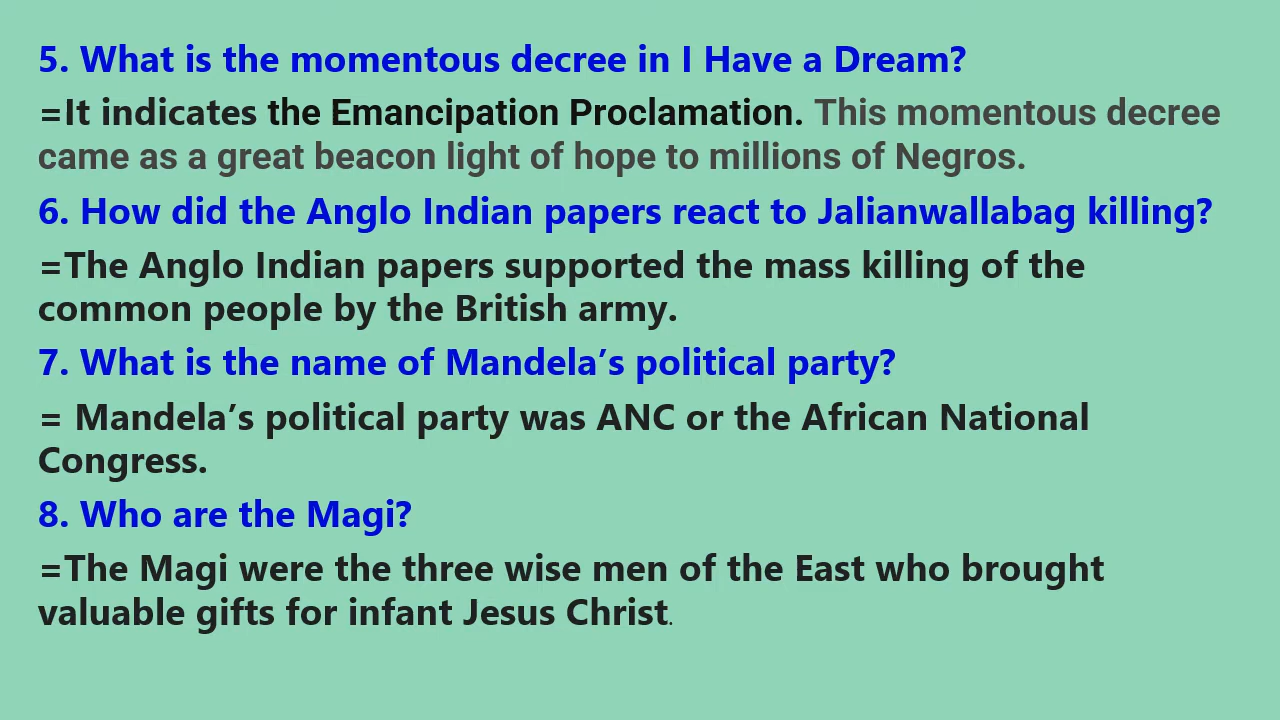 5. What is the momentous decree in I Have a Dream?
=It indicates the Emancipation Proclamation. This momentous decree
came as a great beacon light of hope to millions of Negros.
6. How did the Anglo Indian papers react to Jalianwallabag killing?
=The Anglo Indian papers supported the mass killing of the
common people by the British army.
7. What is the name of Mandela’s political party?
= Mandela’s political party was ANC or the African National
Congress.
8. Who are the Magi?
=The Magi were the three wise men of the East who brought
valuable gifts for infant Jesus Christ.